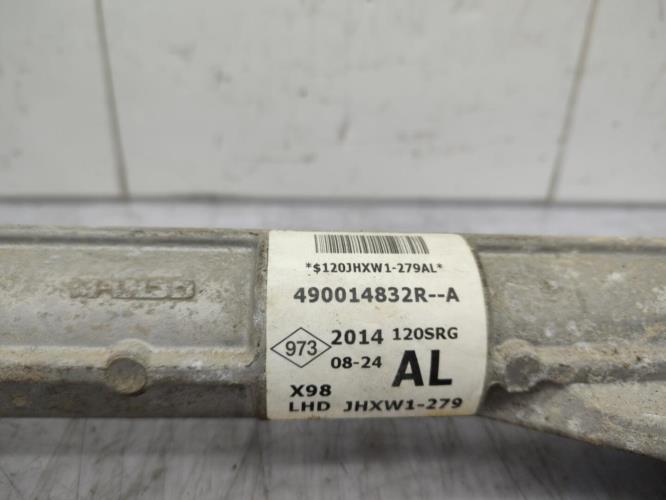 *$120JHXW1-279AL*
490014832R--A
973 2014 120SRG
08-24 AL
X98
LHD JHXW1-279